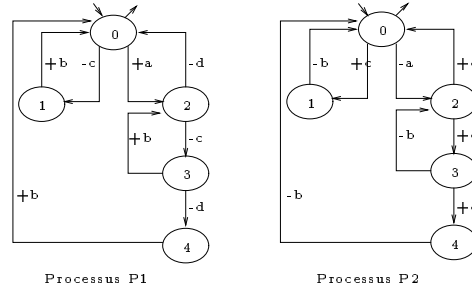 0
0
+b
-c
+a
-d
-b
+c
-a
1
2
1
2
+b
-c
-b
3
3
-d
+b
-b
4
4
Processus P1
Processus P2